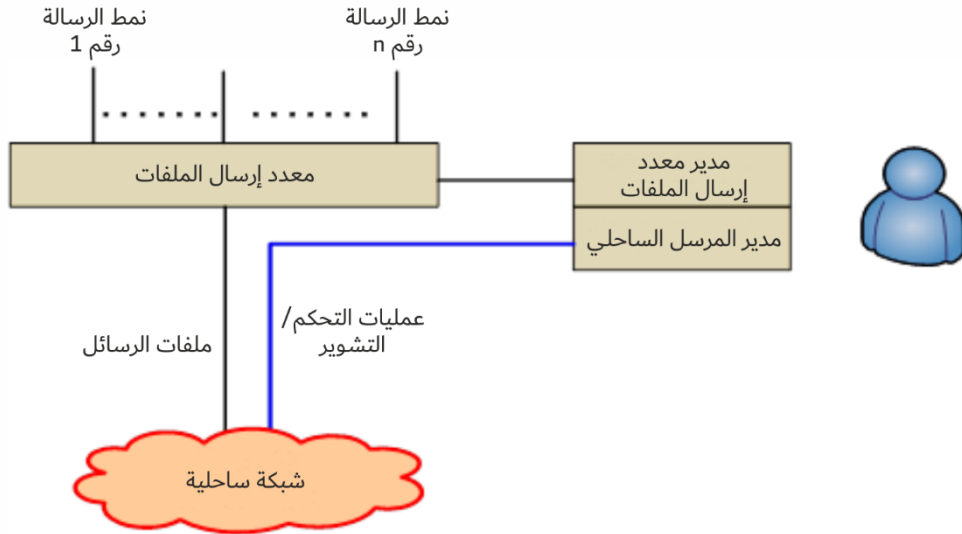 نمط الرسالة
رقم 1
نمط الرسالة
رقم n
معدد إرسال الملفات
مدير معدد
إرسال الملفات
مدير المرسل الساحلي
عمليات التحكم/
التشوير
ملفات الرسائل
شبكة ساحلية